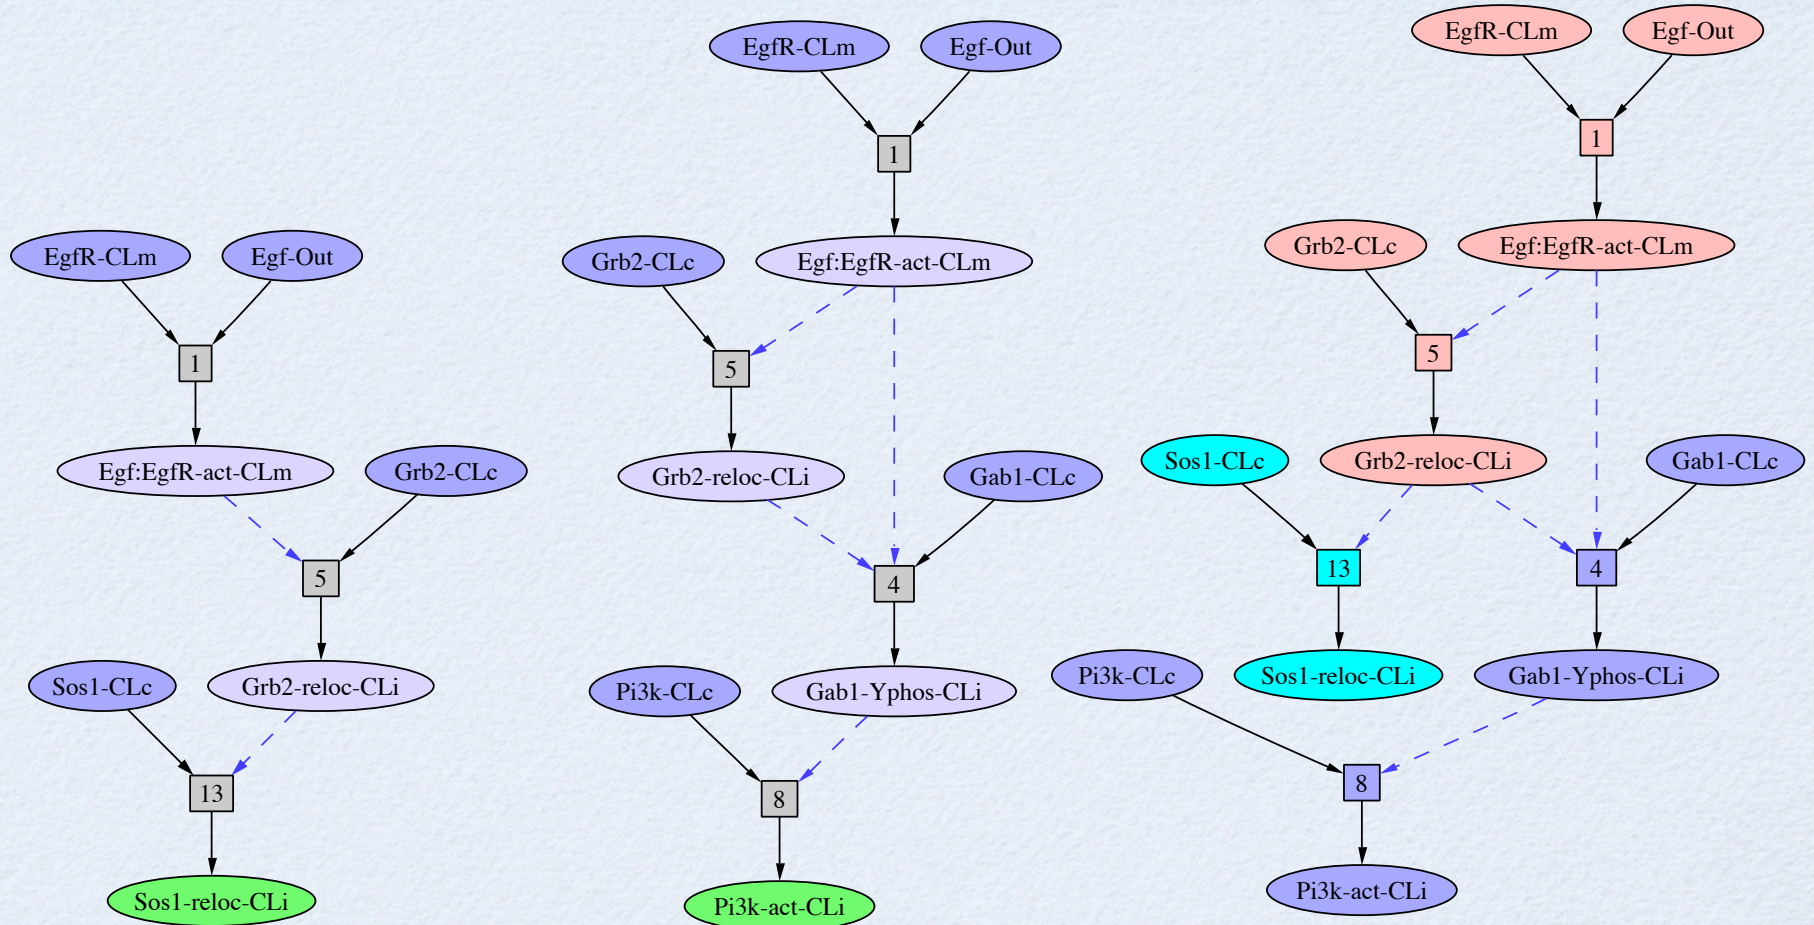 EgfR-CLm
Egf-Out
1
Egf:EgfR-act-CLm
Grb2-CLc
5
Sos1-CLc
Grb2-reloc-CLi
13
Sos1-reloc-CLi
EgfR-CLm
Egf-Out
1
Grb2-CLc
Egf:EgfR-act-CLm
5
Grb2-reloc-CLi
Gab1-CLc
4
Pi3k-CLc
Gab1-Yphos-CLi
8
Pi3k-act-CLi
EgfR-CLm
Egf-Out
1
Grb2-CLc
Egf:EgfR-act-CLm
5
Sos1-CLc
Grb2-reloc-CLi
Gab1-CLc
13
4
Pi3k-CLc
Sos1-reloc-CLi
Gab1-Yphos-CLi
8
Pi3k-act-CLi